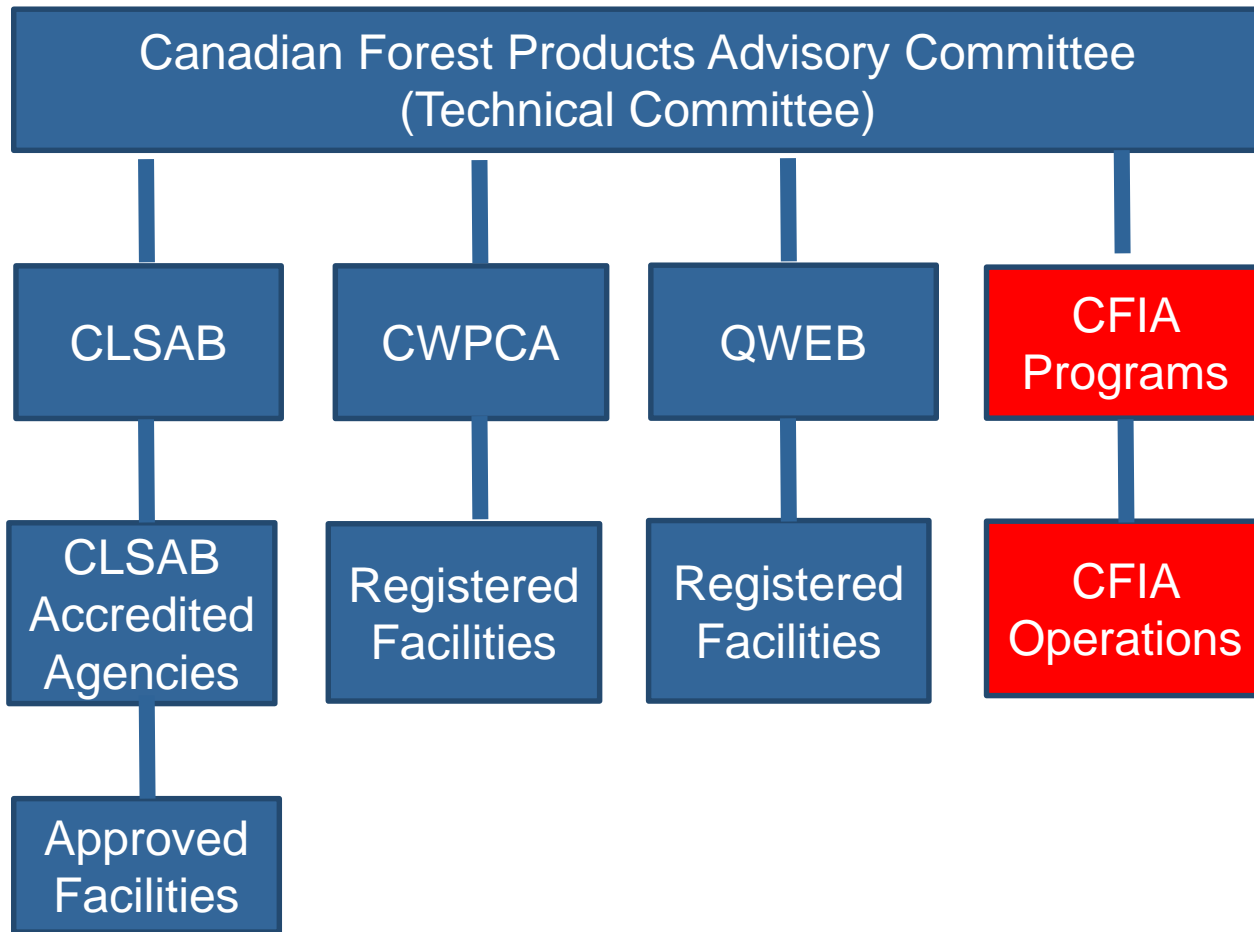 Canadian Forest Products Advisory Committee
(Technical Committee)
CLSAB
CWPCA
QWEB
CFIA
Programs
CLSAB
Accredited
Agencies
Registered
Facilities
Registered
Facilities
CFIA
Operations
Approved
Facilities